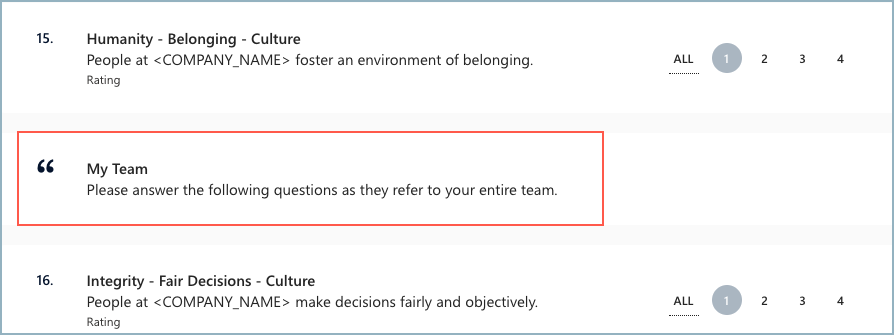 15. Humanity - Belonging - Culture
People at <COMPANY_NAME> foster an environment of belonging.
Rating
ALL 1 2 3 4
“ My Team
Please answer the following questions as they refer to your entire team.
16. Integrity - Fair Decisions - Culture
People at <COMPANY_NAME> make decisions fairly and objectively.
Rating
ALL 1 2 3 4